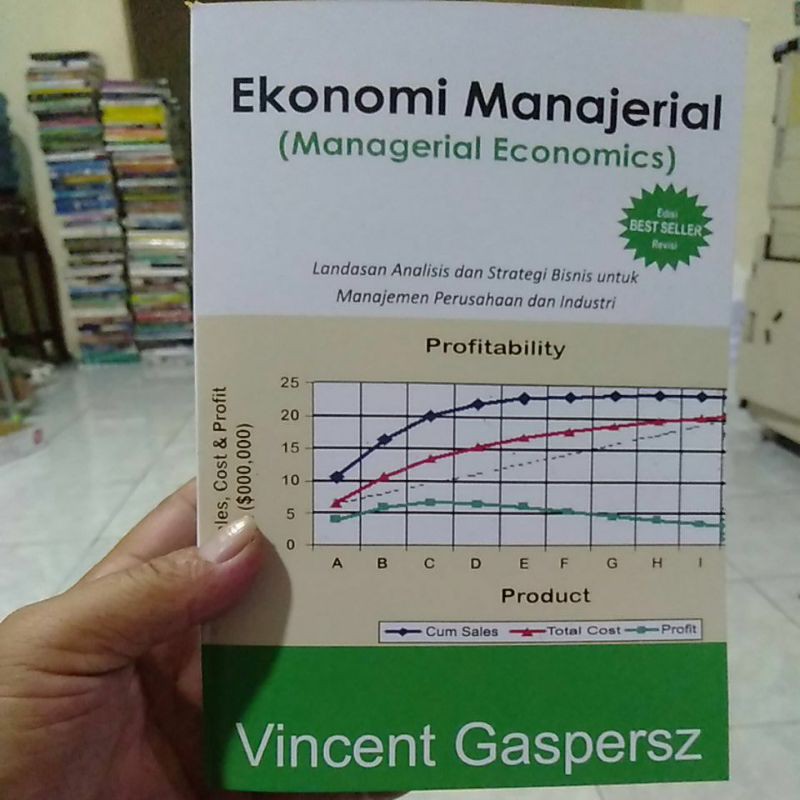 Ekonomi Manajerial
(Managerial Economics)
Edisi
BEST SELLER
Revisi
Landasan Analisis dan Strategi Bisnis untuk
Manajemen Perusahaan dan Industri
Profitability
Cost & Profit
($000,000)
25
20
15
10
5
0
A B C D E F G H I
Product
Cum Sales Total Cost Profit
Vincent Gaspersz